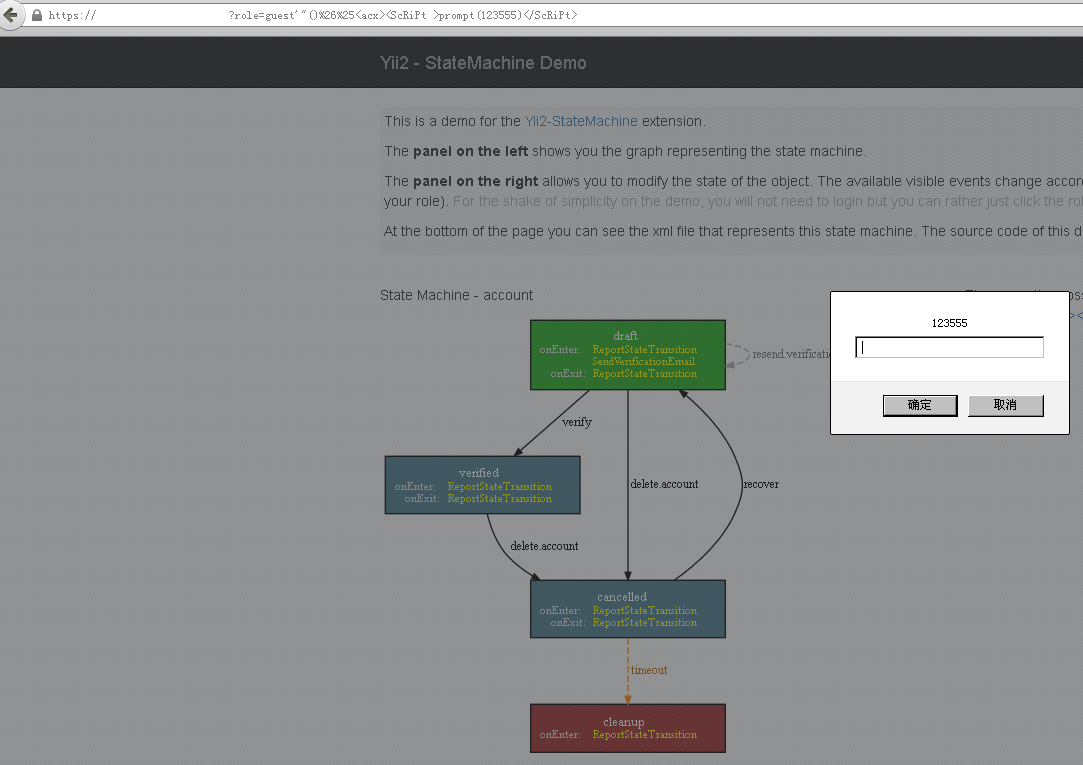 https:// ?role=guest'"()%26%25<acx><ScRiPt >prompt(123555)</ScRiPt>
Yii2 - StateMachine Demo
This is a demo for the Yii2-StateMachine extension.
The panel on the left shows you the graph representing the state machine.
The panel on the right allows you to modify the state of the object. The available visible events change accor
your role). For the shake of simplicity on the demo, you will not need to login but you can rather just click the ro
At the bottom of the page you can see the xml file that represents this state machine. The source code of this d
State Machine - account
123555
确定 取消
draft
onEnter: ReportStateTransition
SendVerificationEmail
onExit: ReportStateTransition
resend.verificatio
verify
verified
onEnter: ReportStateTransition
onExit: ReportStateTransition
delete.account
recover
delete.account
cancelled
onEnter: ReportStateTransition
onExit: ReportStateTransition
timeout
cleanup
onEnter: ReportStateTransition